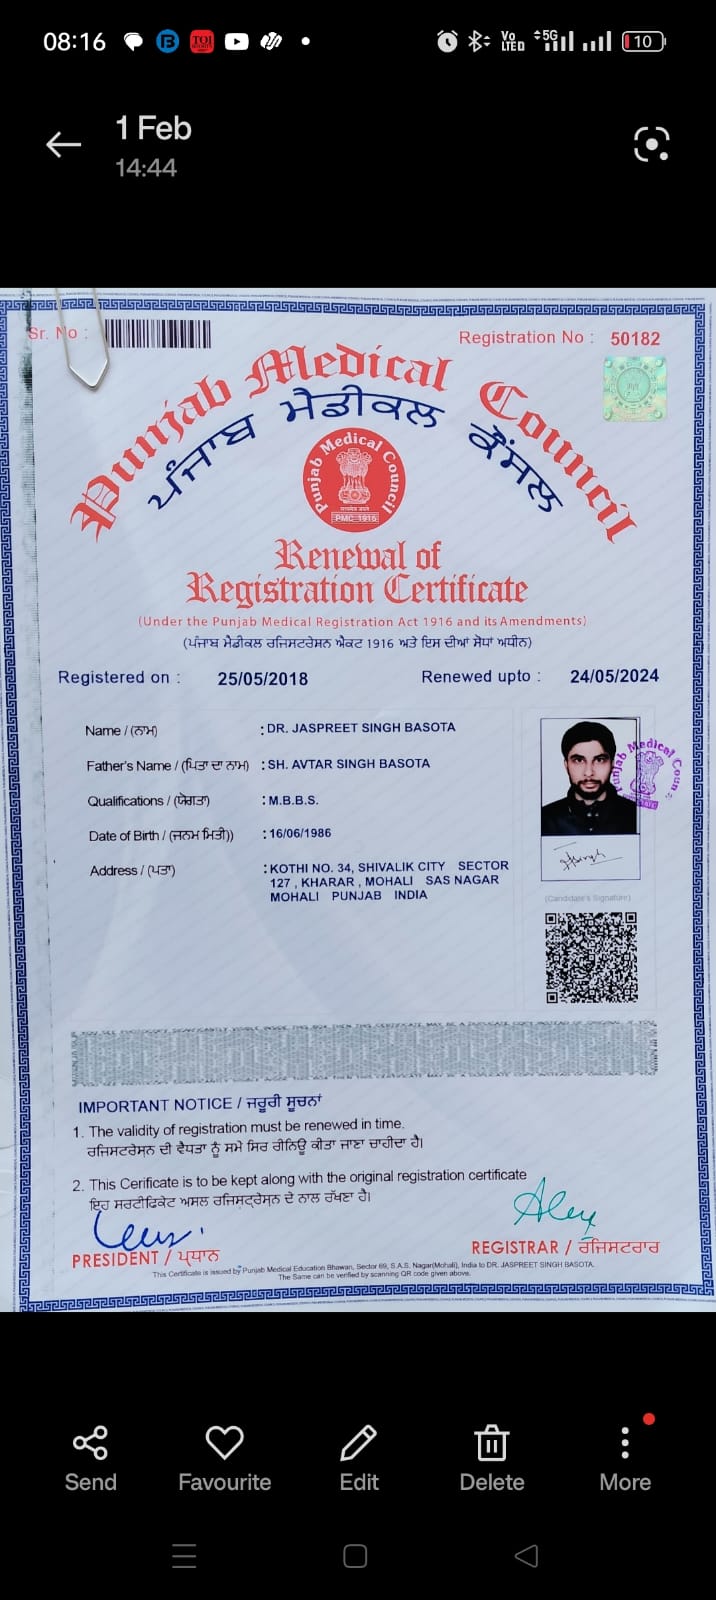 08:16
Vo
LTED
5G
10
1 Feb
14:44
Sr. No :
Registration No : 50182
Punjab Medical Council
ਪੰਜਾਬ ਮੈਡੀਕਲ ਕੌਂਸਲ
Punjab Medical Council
PMC 1916
Renewal of
Registration Certificate
(Under the Punjab Medical Registration Act 1916 and its Amendments)
(ਪੰਜਾਬ ਮੈਡੀਕਲ ਰਜਿਸਟਰੇਸਨ ਐਕਟ 1916 ਅਤੇ ਇਸ ਦੀਆਂ ਸੋਧਾਂ ਅਧੀਨ)
Registered on : 25/05/2018 Renewed upto : 24/05/2024
Name / (ਨਾਮ) : DR. JASPREET SINGH BASOTA
Father's Name / (ਪਿਤਾ ਦਾ ਨਾਮ) : SH. AVTAR SINGH BASOTA
Qualifications / (ਯੋਗਤਾ) : M.B.B.S.
Date of Birth / (ਜਨਮ ਮਿਤੀ)) : 16/06/1986
Address / (ਪਤਾ) : KOTHI NO. 34, SHIVALIK CITY SECTOR
127 , KHARAR , MOHALI SAS NAGAR
MOHALI PUNJAB INDIA
(Candidate's Signature)
IMPORTANT NOTICE / ਜਰੂਰੀ ਸੂਚਨਾਂ
1. The validity of registration must be renewed in time.
ਰਜਿਸਟਰੇਸ਼ਨ ਦੀ ਵੈਧਤਾ ਨੂੰ ਸਮੇ ਸਿਰ ਰੀਨਿਊ ਕੀਤਾ ਜਾਣਾ ਚਾਹੀਦਾ ਹੈ।
2. This Cerificate is to be kept along with the original registration certificate
ਇਹ ਸਰਟੀਫਿਕੇਟ ਅਸਲ ਰਜਿਸਟ੍ਰੇਸ਼ਨ ਦੇ ਨਾਲ ਰੱਖਣਾ ਹੈ।
PRESIDENT / ਪ੍ਰਧਾਨ
REGISTRAR / ਰੇਜਿਸਟਰਾਰ
This Certificate is issued by Punjab Medical Education Bhawan, Sector 69, S.A.S. Nagar(Mohali), India to DR. JASPREET SINGH BASOTA.
The Same can be verified by scanning QR code given above.
Send
Favourite
Edit
Delete
More